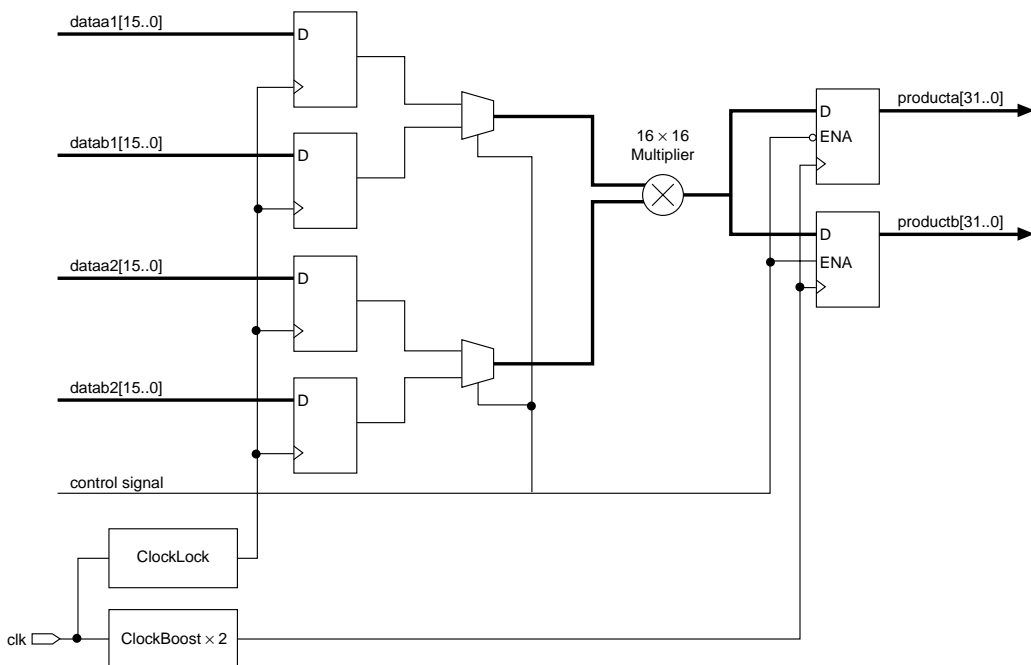 dataa1[15..0]
D
datab1[15..0]
D
dataa2[15..0]
D
datab2[15..0]
D
control signal
ClockLock
clk
ClockBoost × 2
16 × 16
Multiplier
D
ENA
producta[31..0]
D
ENA
productb[31..0]